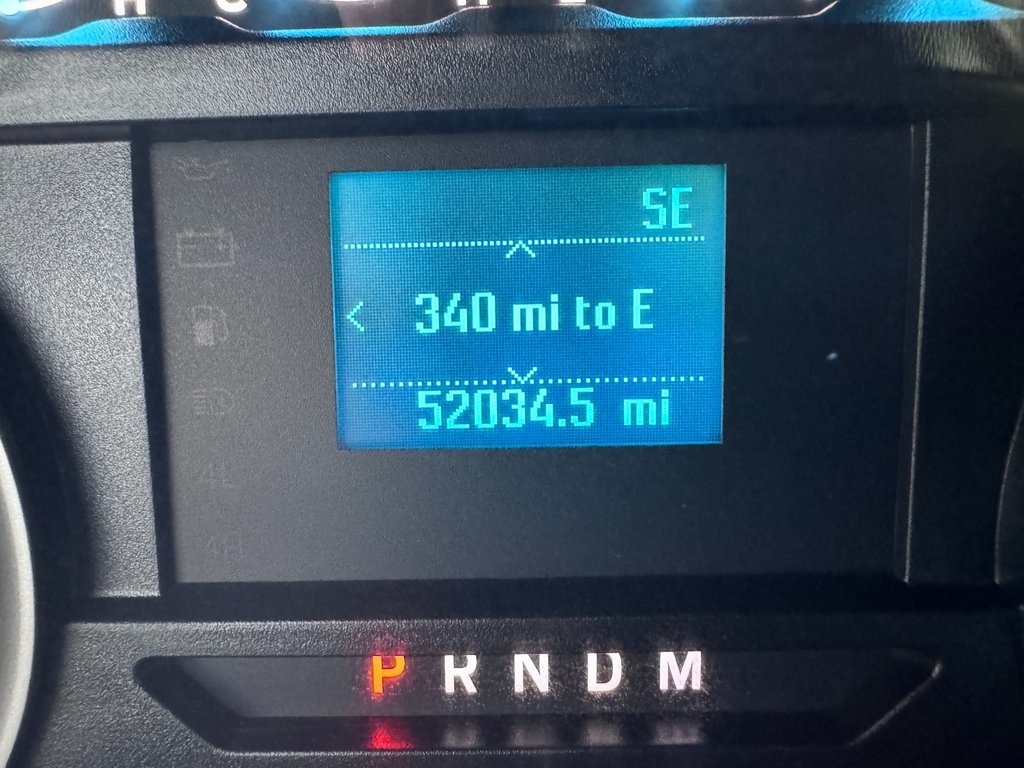 H C H E
SE
340 mi to E
52034.5 mi
P R N D M